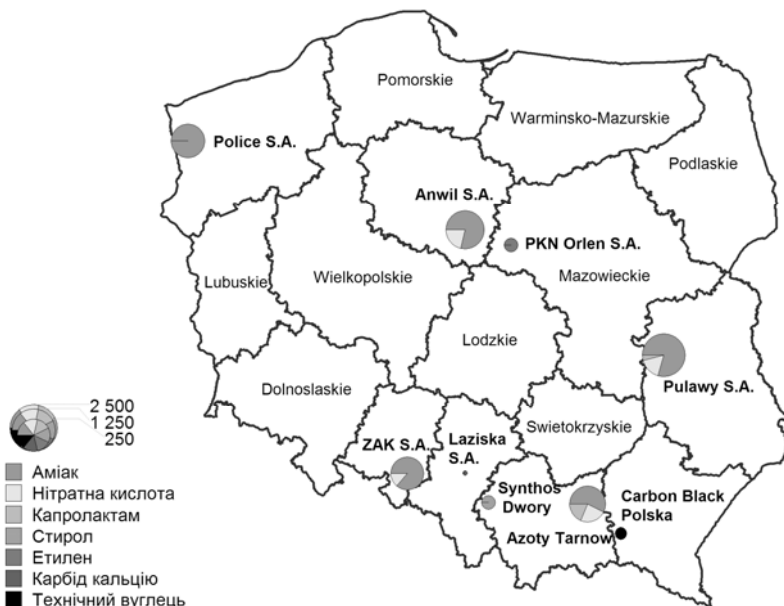 Pomorskie
Warminsko-Mazurskie
Podlaskie
Police S.A.
Anwil S.A.
PKN Orlen S.A.
Mazowieckie
Lubuskie
Wielkopolskie
Lodzkie
Pulawy S.A.
Dolnoslaskie
Swietokrzyskie
ZAK S.A.
Laziska
S.A.
Synthos
Dwory
Azoty Tarnow
Carbon Black
Polska
2 500
1 250
250
Аміак
Нітратна кислота
Капролактам
Стирол
Етилен
Карбід кальцію
Технічний вуглець